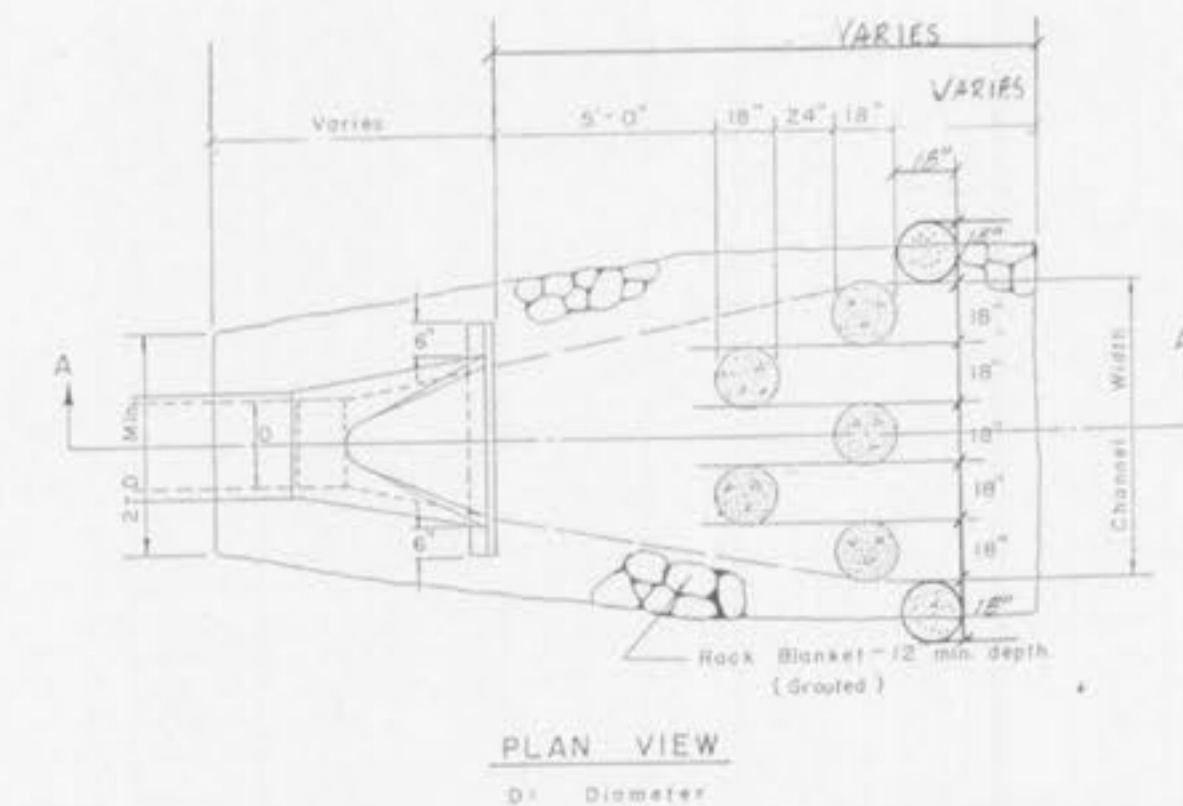 VARIES
VARIES
Varies 5'-0" 18" 24" 18"
18"
18"
18"
6"
18"
A
18"
D
2-D Min.
18"
Channel Width
18"
6"
18"
Rock Blanket-12 min. depth.
(Grouted)
PLAN VIEW
D= Diameter